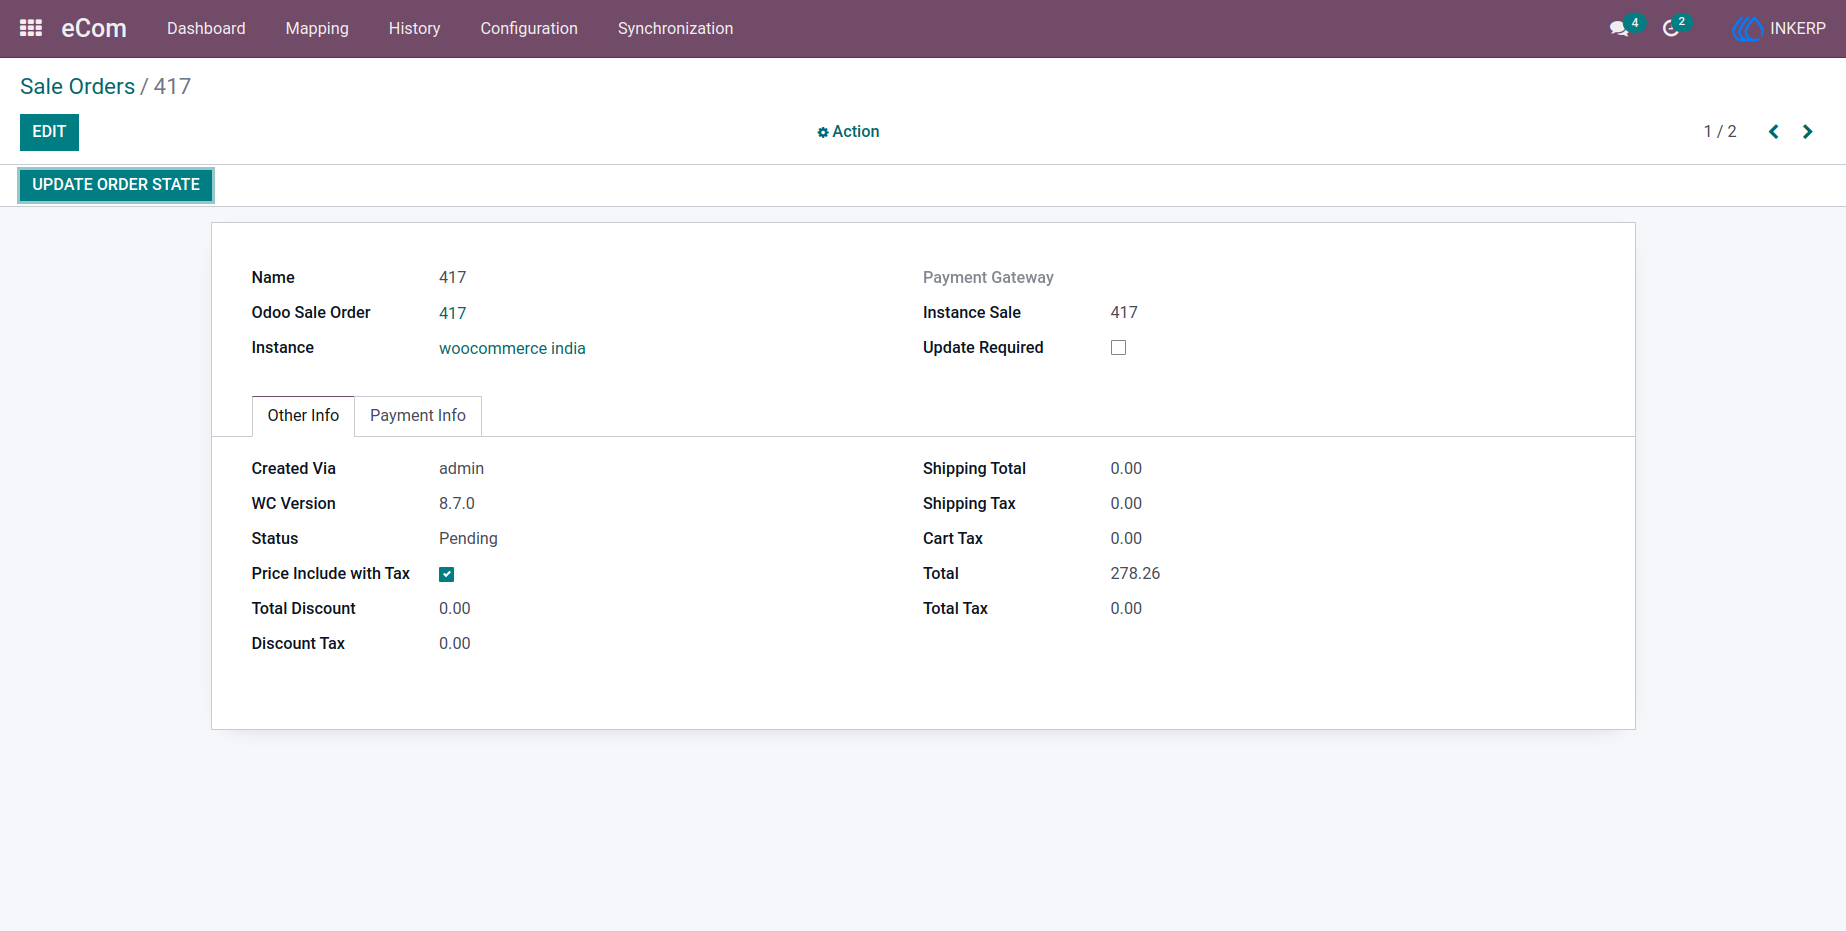 eCom Dashboard Mapping History Configuration Synchronization 4 2 INKERP
Sale Orders / 417
EDIT Action 1 / 2
UPDATE ORDER STATE
Name 417 Payment Gateway
Odoo Sale Order 417 Instance Sale 417
Instance woocommerce india Update Required
Other Info Payment Info
Created Via admin Shipping Total 0.00
WC Version 8.7.0 Shipping Tax 0.00
Status Pending Cart Tax 0.00
Price Include with Tax Total 278.26
Total Discount 0.00 Total Tax 0.00
Discount Tax 0.00